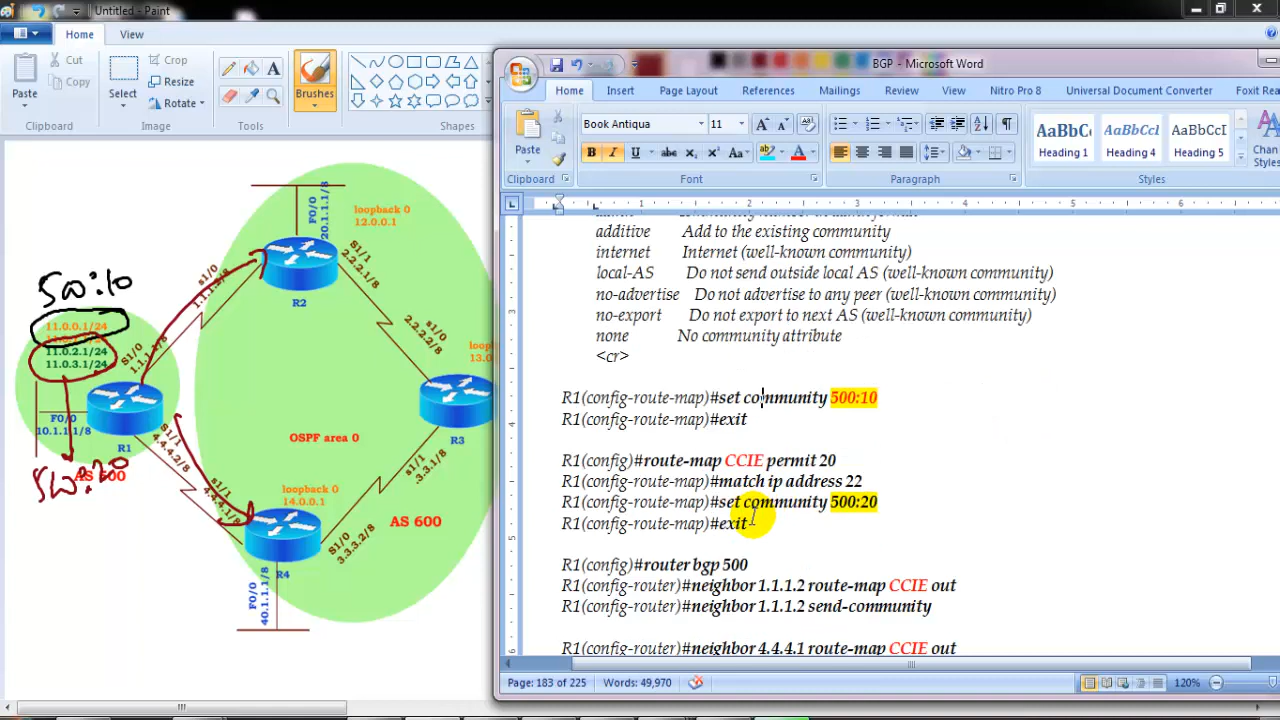 Untitled - Paint
Home
View
Paste
Cut
Copy
Clipboard
Select
Crop
Resize
Rotate
Image
Tools
Brushes
Shapes
BGP - Microsoft Word
Home Insert Page Layout References Mailings Review View Nitro Pro 8 Universal Document Converter Foxit Rea
Paste
Clipboard
Book Antiqua
11
B I U abc x₂ x² Aa
Font
Paragraph
AaBbCc AaBbCcI AaBbCcI
Heading 1 Heading 4 Heading 5
Chan
Styles
Styles
additive Add to the existing community
internet Internet (well-known community)
local-AS Do not send outside local AS (well-known community)
no-advertise Do not advertise to any peer (well-known community)
no-export Do not export to next AS (well-known community)
none No community attribute
<cr>
R1(config-route-map)#set community 500:10
R1(config-route-map)#exit
R1(config)#route-map CCIE permit 20
R1(config-route-map)#match ip address 22
R1(config-route-map)#set community 500:20
R1(config-route-map)#exit
R1(config)#router bgp 500
R1(config-router)#neighbor 1.1.1.2 route-map CCIE out
R1(config-router)#neighbor 1.1.1.2 send-community
R1(config-router)#neighbor 4.4.4.1 route-map CCIE out
Page: 183 of 225
Words: 49,970
120%
F0/0
20.1.1.1/8
loopback 0
12.0.0.1
R2
s1/0
1.1.1.2/8
S1/1
2.2.2.1/8
500:10
11.0.0.1/24
11.0.2.1/24
11.0.3.1/24
S1/0
1.1.1.1/8
F0/0
10.1.1.1/8
R1
S1/1
4.4.4.2/8
500:20
s1/1
4.4.4.1/8
s1/0
2.2.2.2/8
R3
OSPF area 0
s1/1
.3.3.1/8
loopback 0
14.0.0.1
AS 600
S1/0
3.3.3.2/8
R4
F0/0
40.1.1.1/8